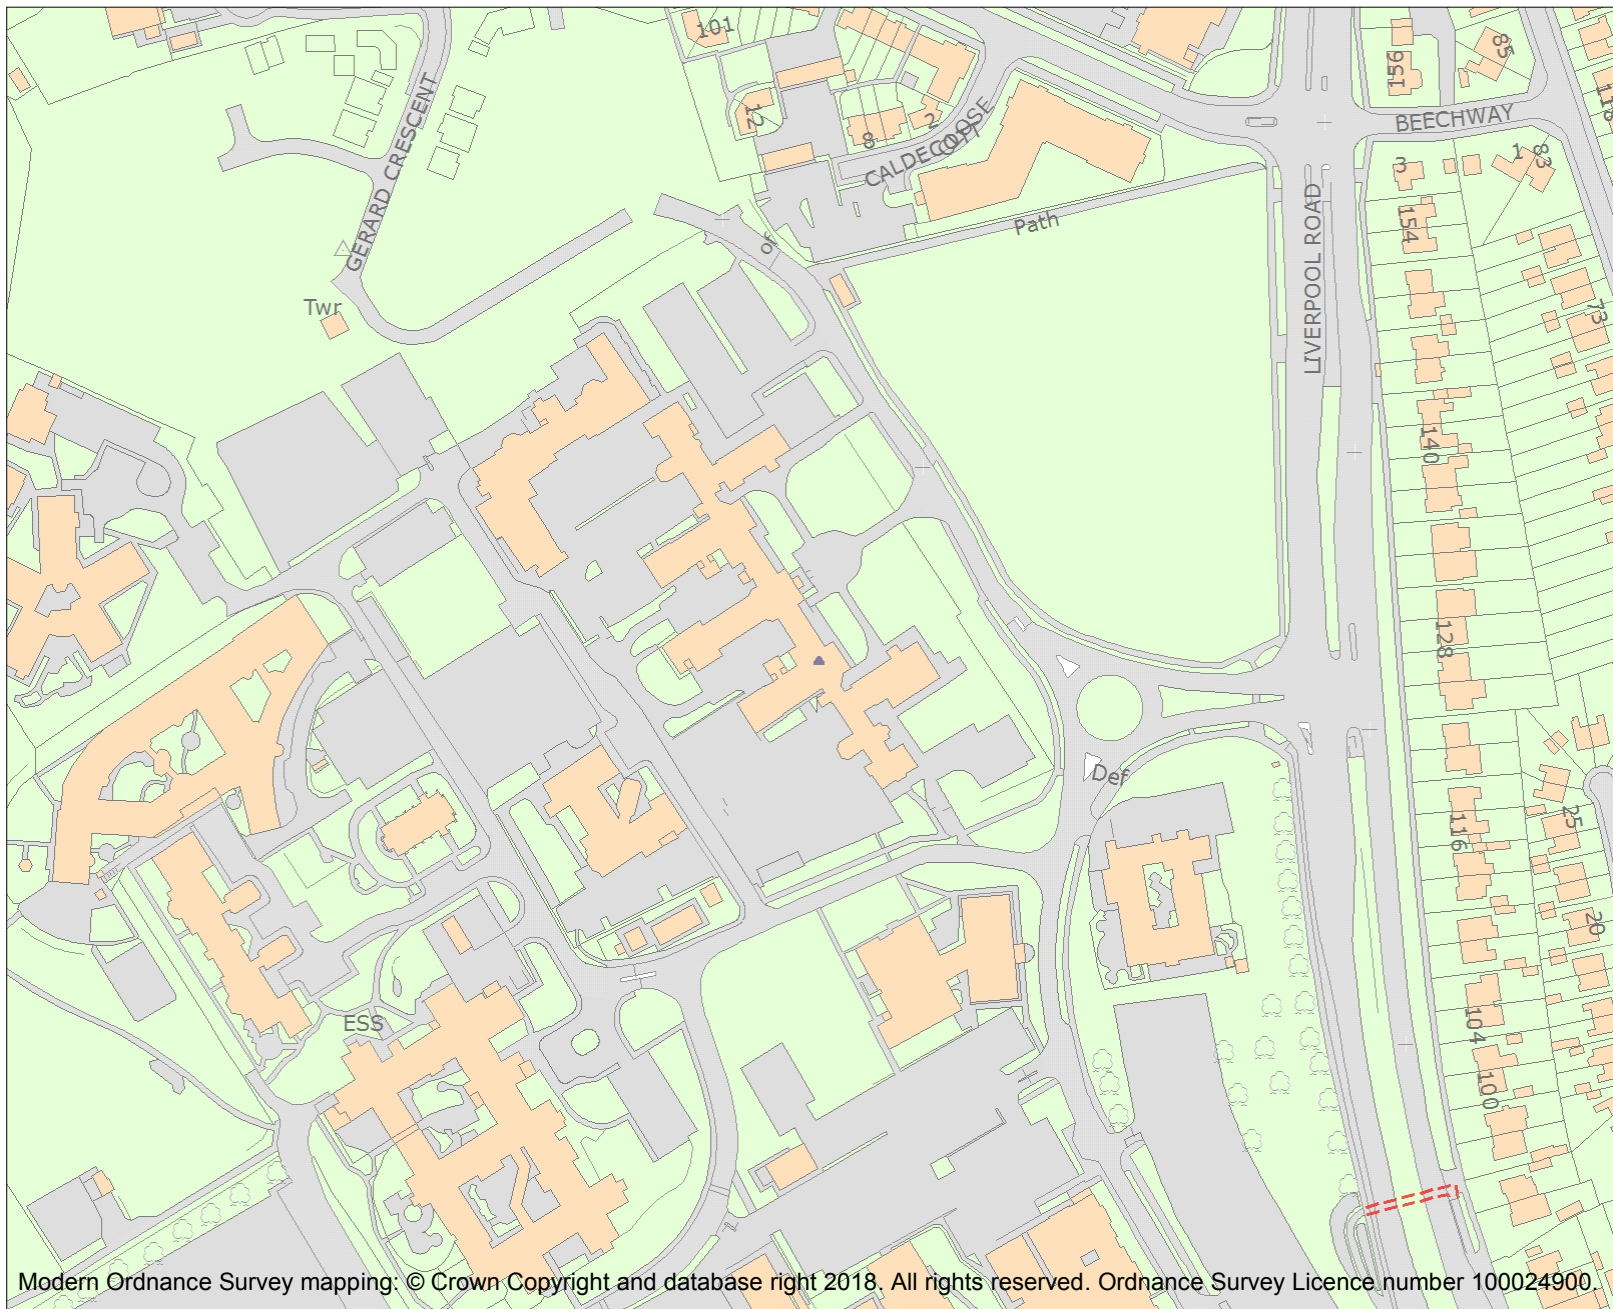 101
156
85
118
12
8
2
CALDECOTT
CLOSE
BEECHWAY
GERARD CRESCENT
3
1
83
154
Path
LIVERPOOL ROAD
or
Twr
73
140
128
Def
116
25
20
ESS
104
100
Modern Ordnance Survey mapping: © Crown Copyright and database right 2018. All rights reserved. Ordnance Survey Licence number 100024900.